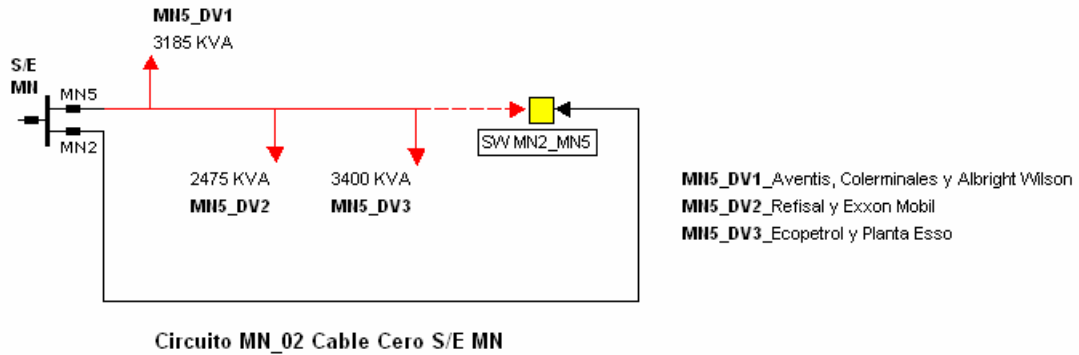 MN5_DV1
3185 KVA
S/E
MN
MN5
MN2
SW MN2_MN5
2475 KVA
MN5_DV2
3400 KVA
MN5_DV3
MN5_DV1_Aventis, Colerminales y Albright Wilson
MN5_DV2_Refisal y Exxon Mobil
MN5_DV3_Ecopetrol y Planta Esso
Circuito MN_02 Cable Cero S/E MN